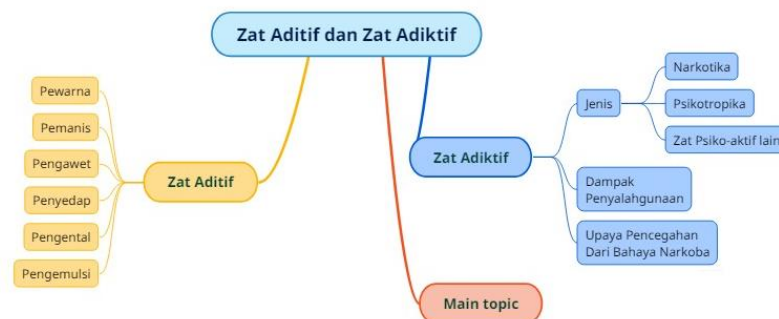 Zat Aditif dan Zat Adiktif
Pewarna
Pemanis
Pengawet
Penyedap
Pengental
Pengemulsi
Zat Aditif
Zat Adiktif
Jenis
Narkotika
Psikotropika
Zat Psiko-aktif lain
Dampak
Penyalahgunaan
Upaya Pencegahan
Dari Bahaya Narkoba
Main topic